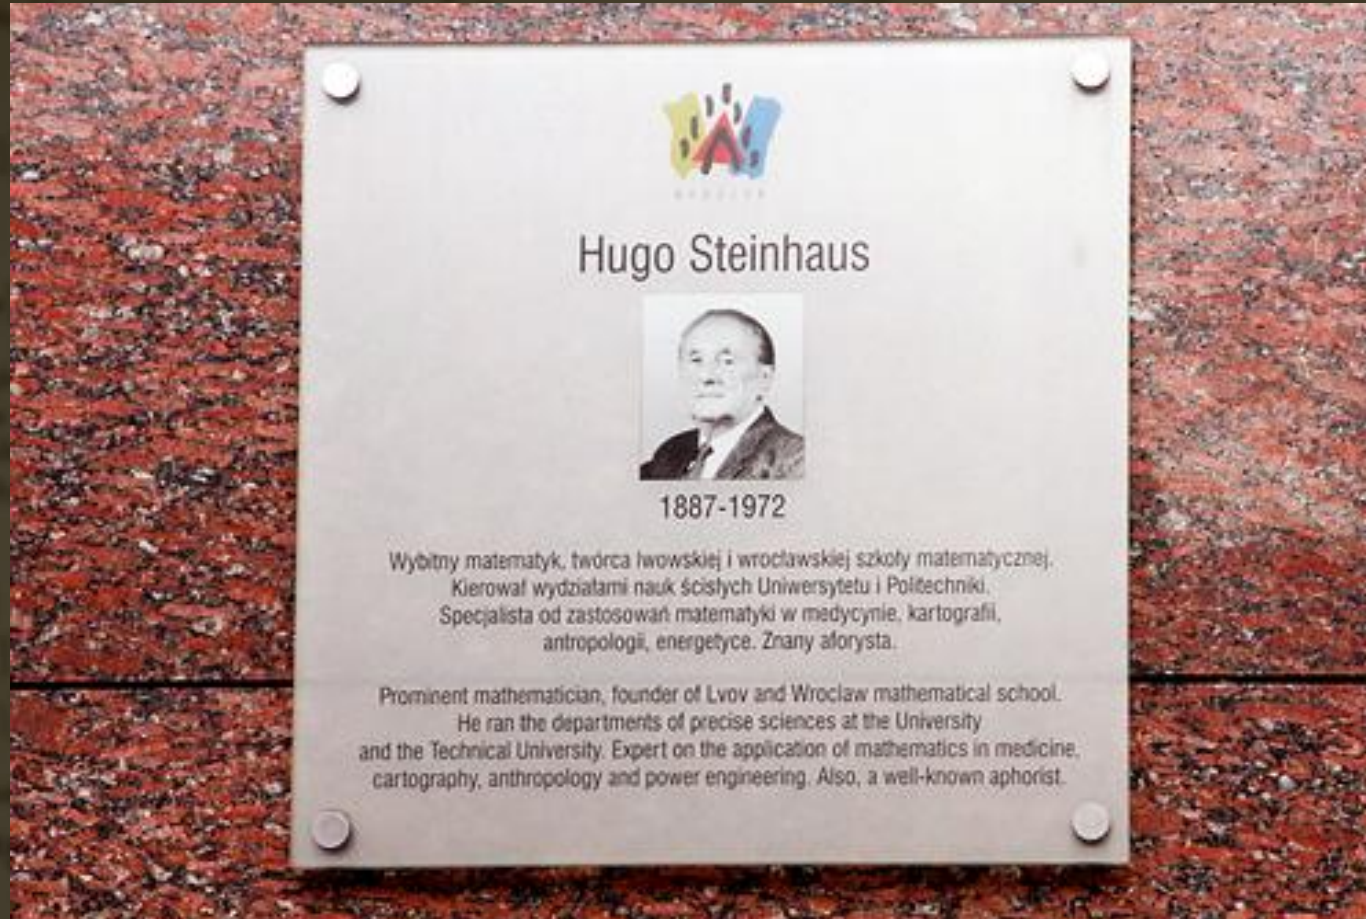 Hugo Steinhaus
1887-1972
Wybitny matematyk, twórca lwowskiej i wrocławskiej szkoły matematycznej.
Kierował wydziałami nauk ścisłych Uniwersytetu i Politechniki.
Specjalista od zastosowań matematyki w medycynie, kartografii,
antropologii, energetyce. Znany aforysta.
Prominent mathematician, founder of Lvov and Wroclaw mathematical school.
He ran the departments of precise sciences at the University
and the Technical University. Expert on the application of mathematics in medicine,
cartography, anthropology and power engineering. Also, a well-known aphorist.